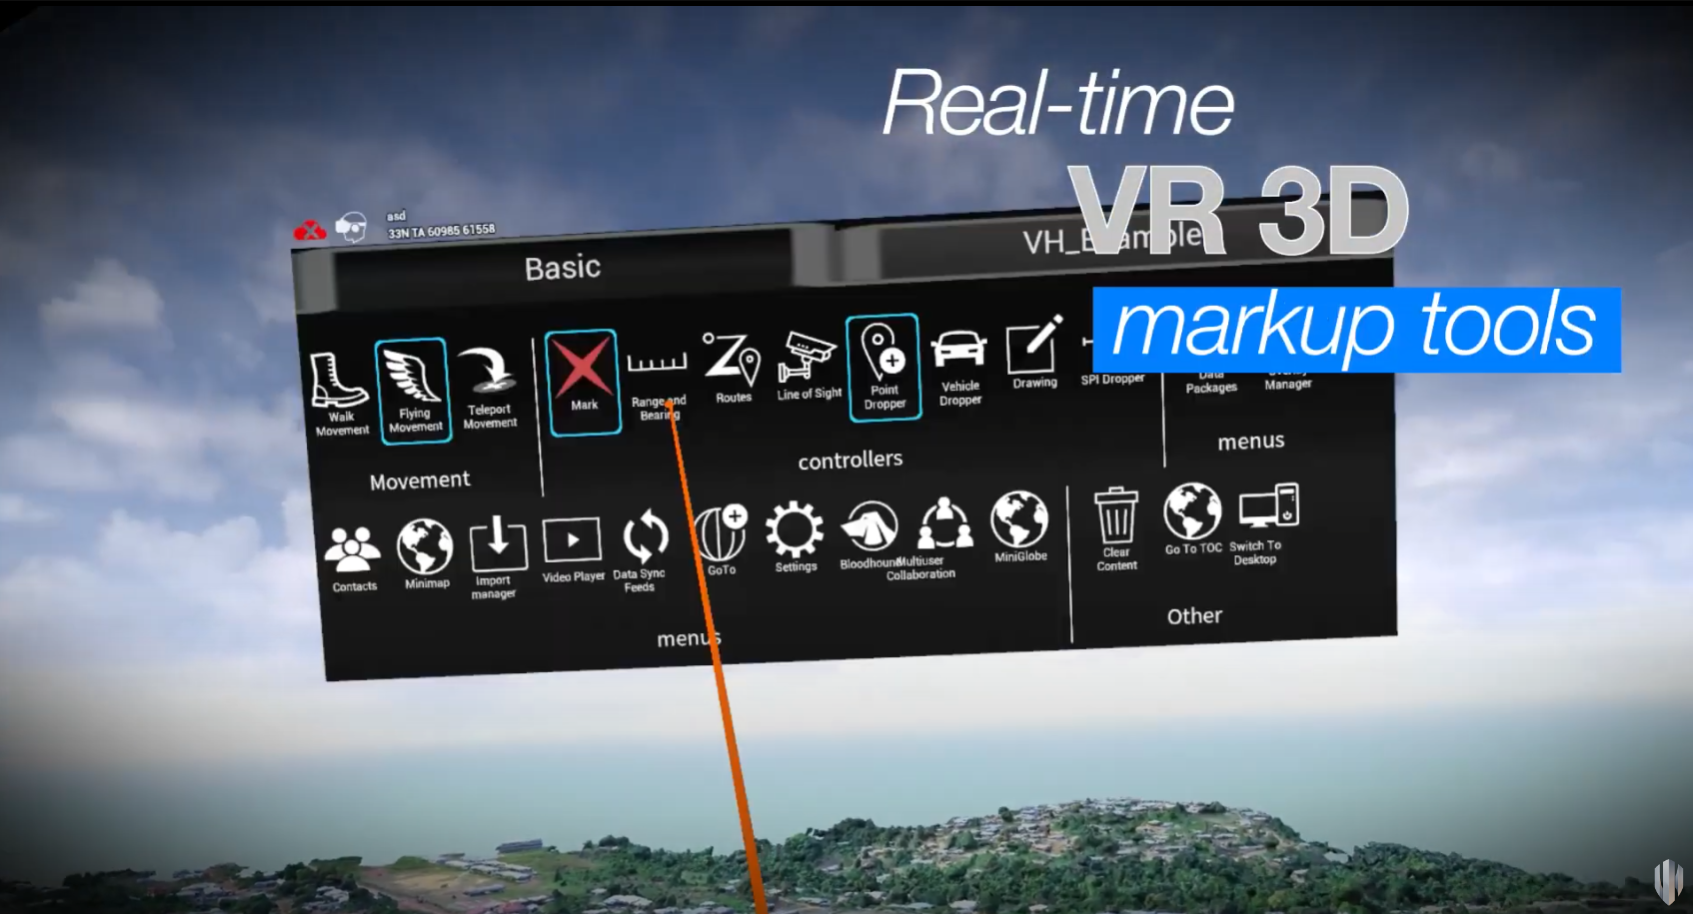 Real-time
VR 3D
markup tools
asd
33N TA 60985 61558
Basic
Walk
Movement
Flying
Movement
Teleport
Movement
Movement
Mark
Range and
Bearing
Routes
Line of Sight
Point
Dropper
Vehicle
Dropper
Drawing
SPI Dropper
controllers
Data
Packages
Manager
menus
Contacts
Minimap
Import
manager
Video Player
Data Sync
Feeds
GoTo
Settings
Bloodhound
Multiuser
Collaboration
MiniGlobe
menus
Clear
Content
Go To TOC
Switch To
Desktop
Other